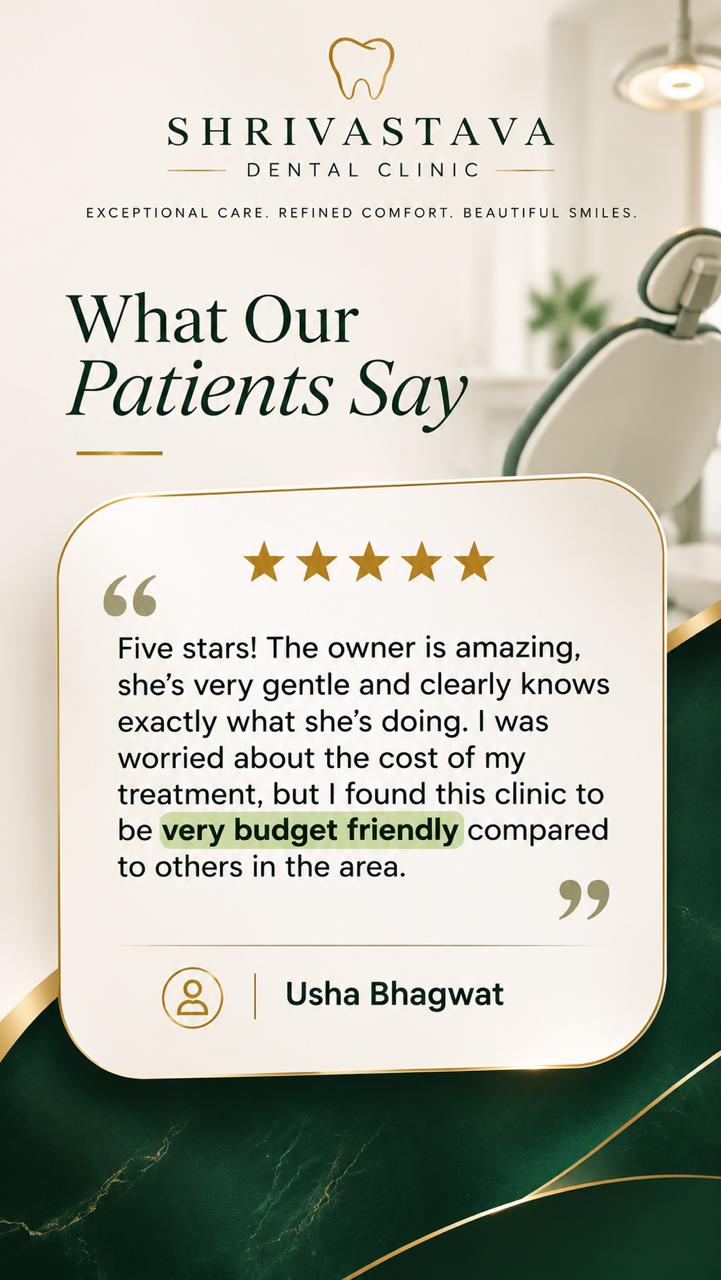 SHRIVASTAVA
DENTAL CLINIC
EXCEPTIONAL CARE. REFINED COMFORT. BEAUTIFUL SMILES.
What Our
Patients Say
“
Five stars! The owner is amazing,
she’s very gentle and clearly knows
exactly what she’s doing. I was
worried about the cost of my
treatment, but I found this clinic to
be very budget friendly compared
to others in the area.
”
Usha Bhagwat